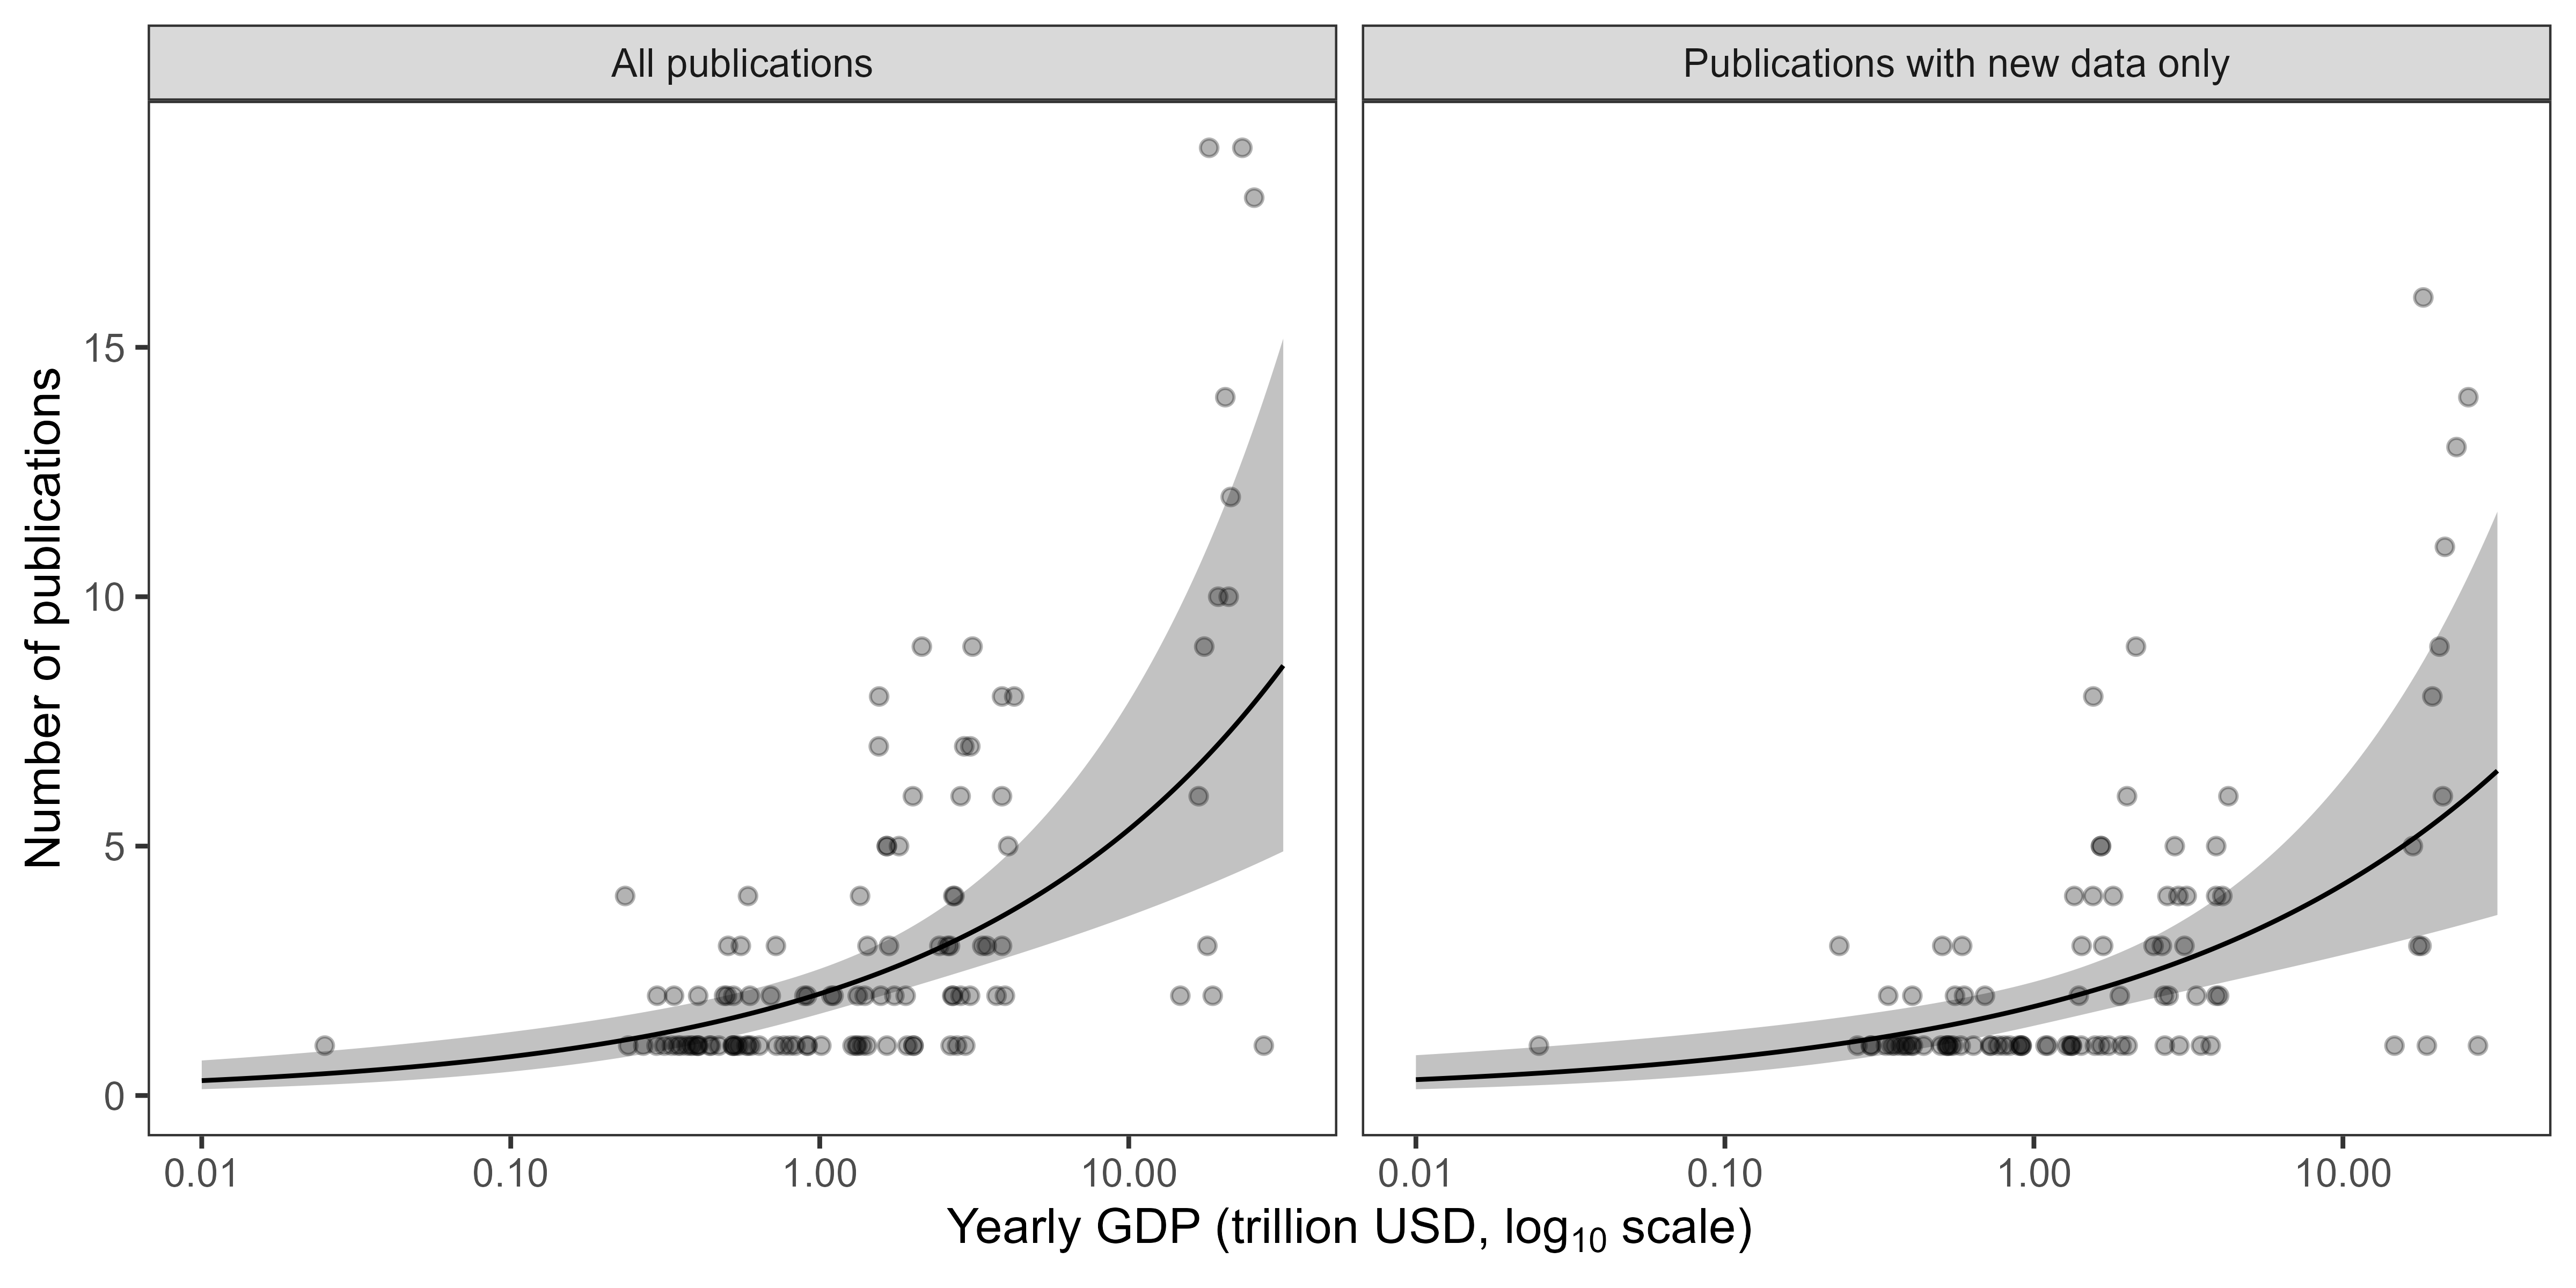 All publications
Publications with new data only
Number of publications
15
10
5
0
0.01 0.10 1.00 10.00
0.01 0.10 1.00 10.00
Yearly GDP (trillion USD, log₁₀ scale)